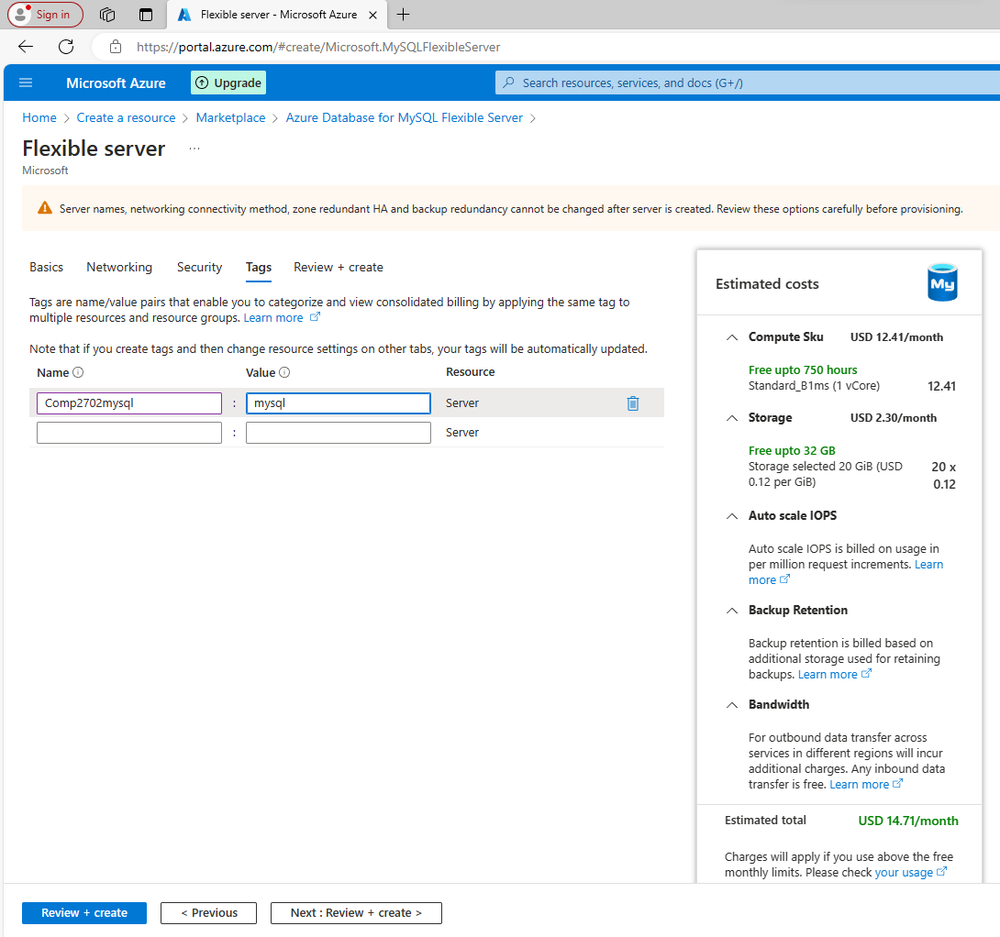 Sign in
Flexible server - Microsoft Azure
https://portal.azure.com/#create/Microsoft.MySQLFlexibleServer
Microsoft Azure
Upgrade
Search resources, services, and docs (G+/)
Home > Create a resource > Marketplace > Azure Database for MySQL Flexible Server >
Flexible server ...
Microsoft
Server names, networking connectivity method, zone redundant HA and backup redundancy cannot be changed after server is created. Review these options carefully before provisioning.
Basics Networking Security Tags Review + create
Tags are name/value pairs that enable you to categorize and view consolidated billing by applying the same tag to
multiple resources and resource groups. Learn more
Note that if you create tags and then change resource settings on other tabs, your tags will be automatically updated.
Name Value Resource
Comp2702mysql : mysql Server
: Server
Estimated costs
My
Compute Sku USD 12.41/month
Free upto 750 hours
Standard_B1ms (1 vCore) 12.41
Storage USD 2.30/month
Free upto 32 GB
Storage selected 20 GiB (USD 20 x
0.12 per GiB) 0.12
Auto scale IOPS
Auto scale IOPS is billed on usage in
per million request increments. Learn
more
Backup Retention
Backup retention is billed based on
additional storage used for retaining
backups. Learn more
Bandwidth
For outbound data transfer across
services in different regions will incur
additional charges. Any inbound data
transfer is free. Learn more
Estimated total USD 14.71/month
Charges will apply if you use above the free
monthly limits. Please check your usage
Review + create
< Previous
Next : Review + create >